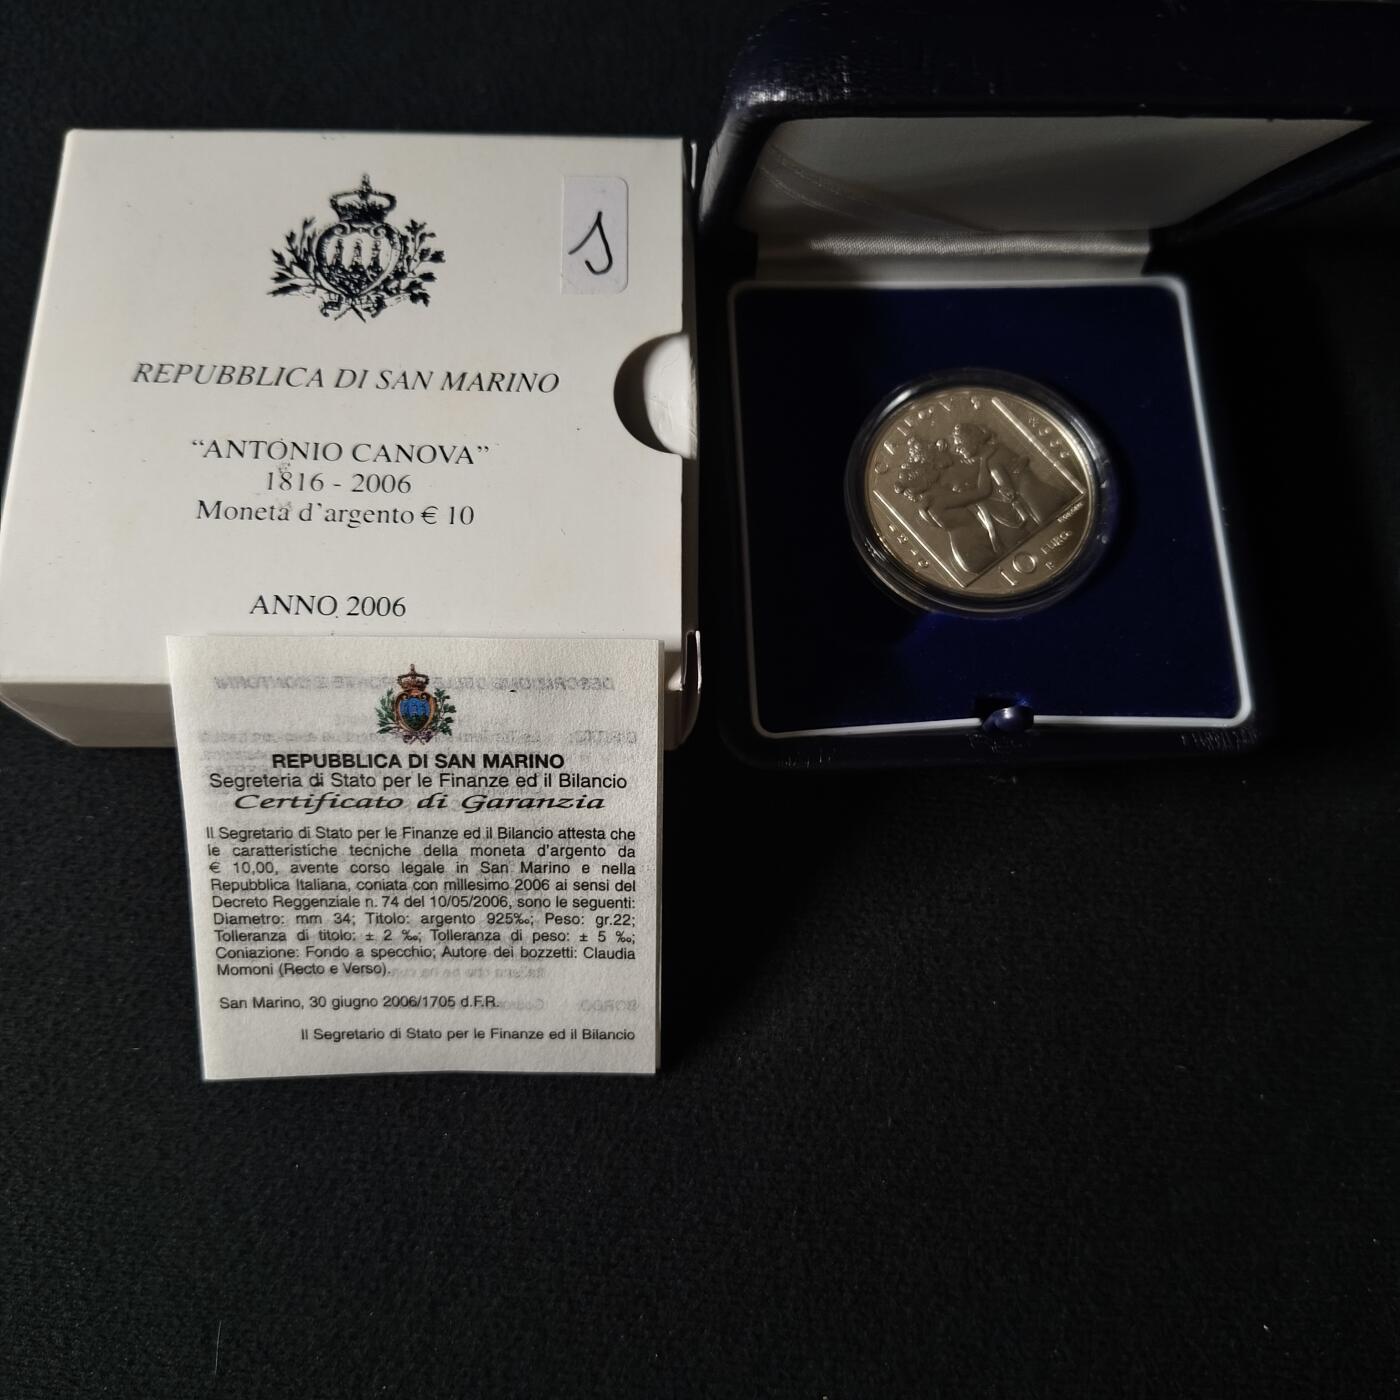 REPUBBLICA DI SAN MARINO
“ANTONIO CANOVA”
1816 - 2006
Moneta d’argento € 10
ANNO 2006
CANOVA
10 EURO
R
REPUBBLICA DI SAN MARINO
Segreteria di Stato per le Finanze ed il Bilancio
Certificato di Garanzia
Il Segretario di Stato per le Finanze ed il Bilancio attesta che
le caratteristiche tecniche della moneta d’argento da
€ 10,00, avente corso legale in San Marino e nella
Repubblica Italiana, coniata con millesimo 2006 ai sensi del
Decreto Reggenziale n. 74 del 10/05/2006, sono le seguenti:
Diametro: mm 34; Titolo: argento 925‰; Peso: gr.22;
Tolleranza di titolo: ± 2 ‰; Tolleranza di peso: ± 5 ‰;
Coniazione: Fondo a specchio; Autore dei bozzetti: Claudia
Momoni (Recto e Verso).
San Marino, 30 giugno 2006/1705 d.F.R.
Il Segretario di Stato per le Finanze ed il Bilancio